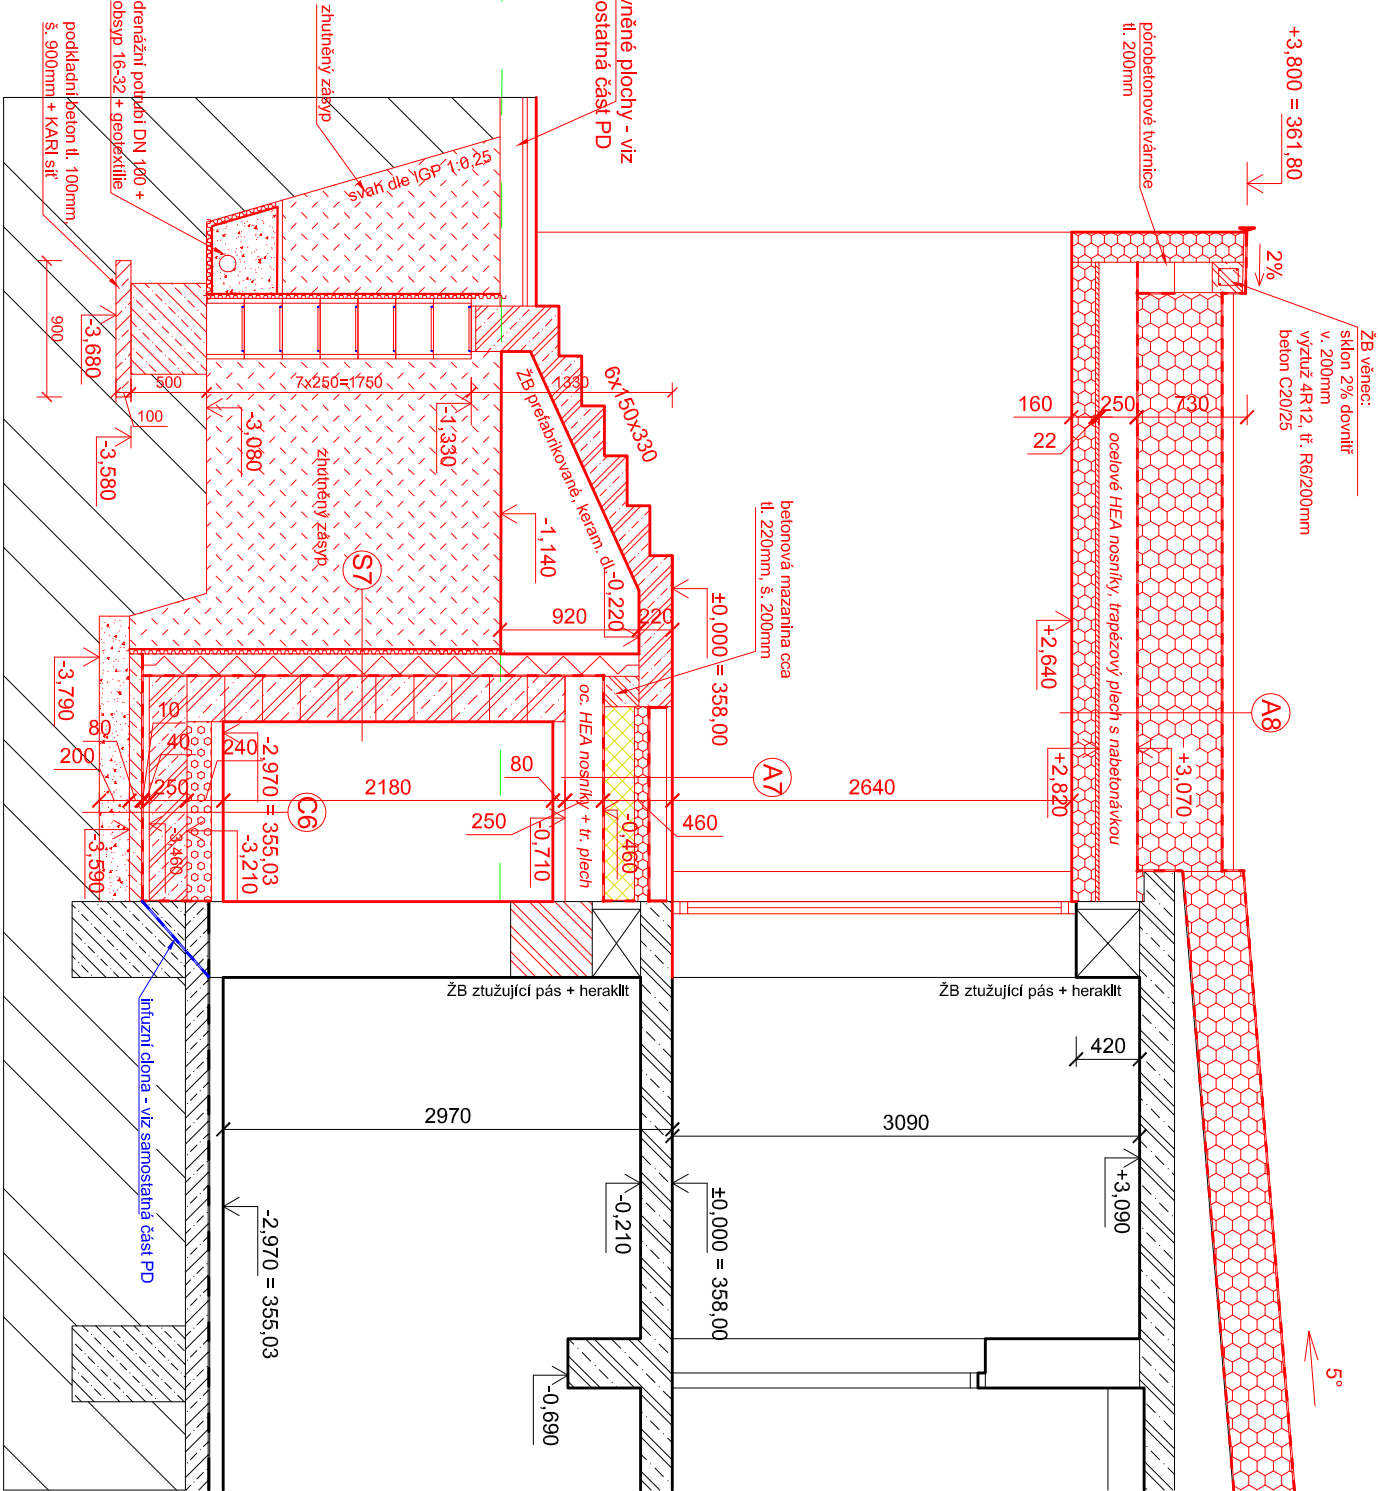 +3,800 = 361,80
pórobetonové tvárnice
tl. 200mm
2%
ŽB věnec:
sklon 2% dovnitř
v. 200mm
výztuž 4R12, tř. R6/200mm
beton C20/25
vněné plochy - viz
ostatná část PD
zhutněný zásyp
drenážní potrubí DN 100 +
obsyp 16-32 + geotextilie
podkladní beton tl. 100mm,
š. 900mm + KARI síť
svah dle IGP 1:0,25
160
250
730
22
ocelové HEA nosníky, trapézový plech s nabetonávkou
A8
+2,640
+2,820
+3,070
2640
6x150x330
1330
ŽB prefabrikované, keram. dl.
-1,140
-0,220
920
220
±0,000 = 358,00
betonová mazanina cca
tl. 220mm, š. 200mm
900
-3,680
500
100
-3,580
7x250=1750
-3,080
-1,330
zhutněný zásyp
S7
-3,790
80
200
10
40
250
240
-2,970 = 355,03
C6
-3,460
-3,210
-3,590
2180
80
250
-0,710
oc. HEA nosníky + tr. plech
A7
-0,460
460
ŽB ztužující pás + heraklit
ŽB ztužující pás + heraklit
420
2970
3090
infuzní clona - viz samostatná část PD
-2,970 = 355,03
-0,210
±0,000 = 358,00
+3,090
-0,690
5°